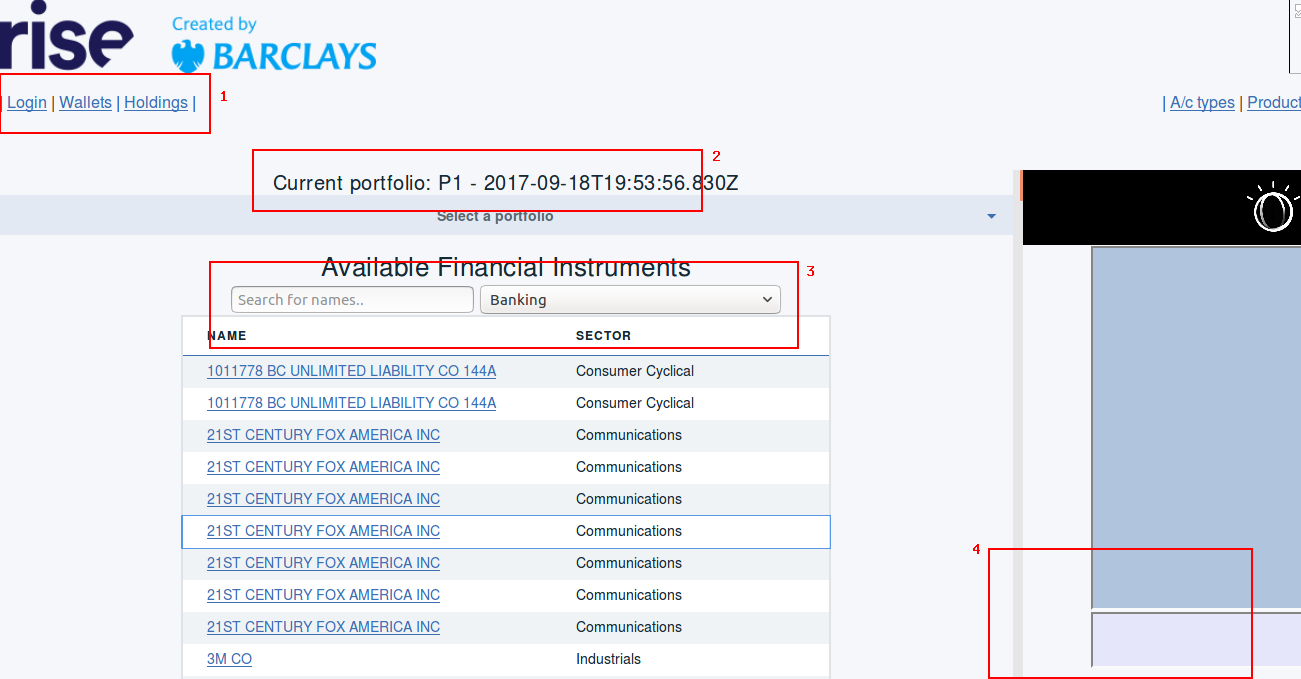 rise
Created by
BARCLAYS
| Login | Wallets | Holdings |
1
| A/c types | Product
2
Current portfolio: P1 - 2017-09-18T19:53:56.830Z
Select a portfolio
Available Financial Instruments
3
Search for names.. Banking
NAME SECTOR
1011778 BC UNLIMITED LIABILITY CO 144A Consumer Cyclical
1011778 BC UNLIMITED LIABILITY CO 144A Consumer Cyclical
21ST CENTURY FOX AMERICA INC Communications
21ST CENTURY FOX AMERICA INC Communications
21ST CENTURY FOX AMERICA INC Communications
21ST CENTURY FOX AMERICA INC Communications
21ST CENTURY FOX AMERICA INC Communications
21ST CENTURY FOX AMERICA INC Communications
21ST CENTURY FOX AMERICA INC Communications
3M CO Industrials
4